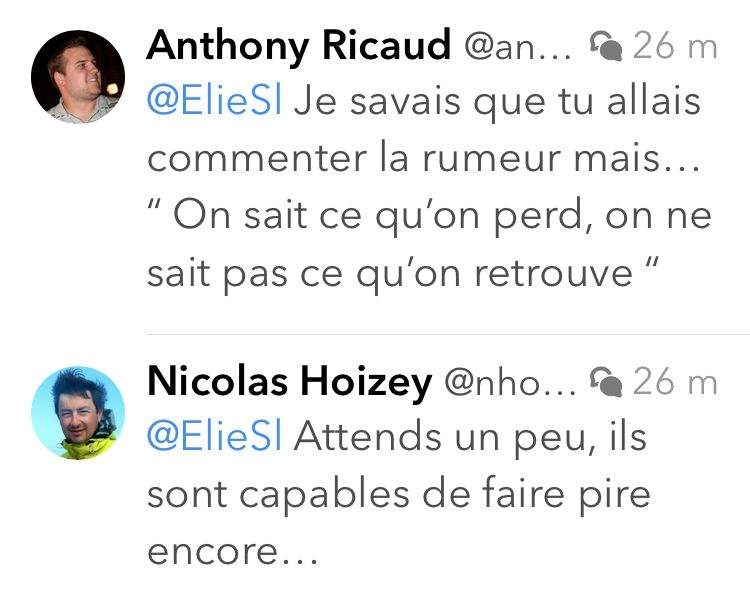 Anthony Ricaud @an… 26 m
@ElieSl Je savais que tu allais
commenter la rumeur mais…
“ On sait ce qu’on perd, on ne
sait pas ce qu’on retrouve “
Nicolas Hoizey @nho… 26 m
@ElieSl Attends un peu, ils
sont capables de faire pire
encore…